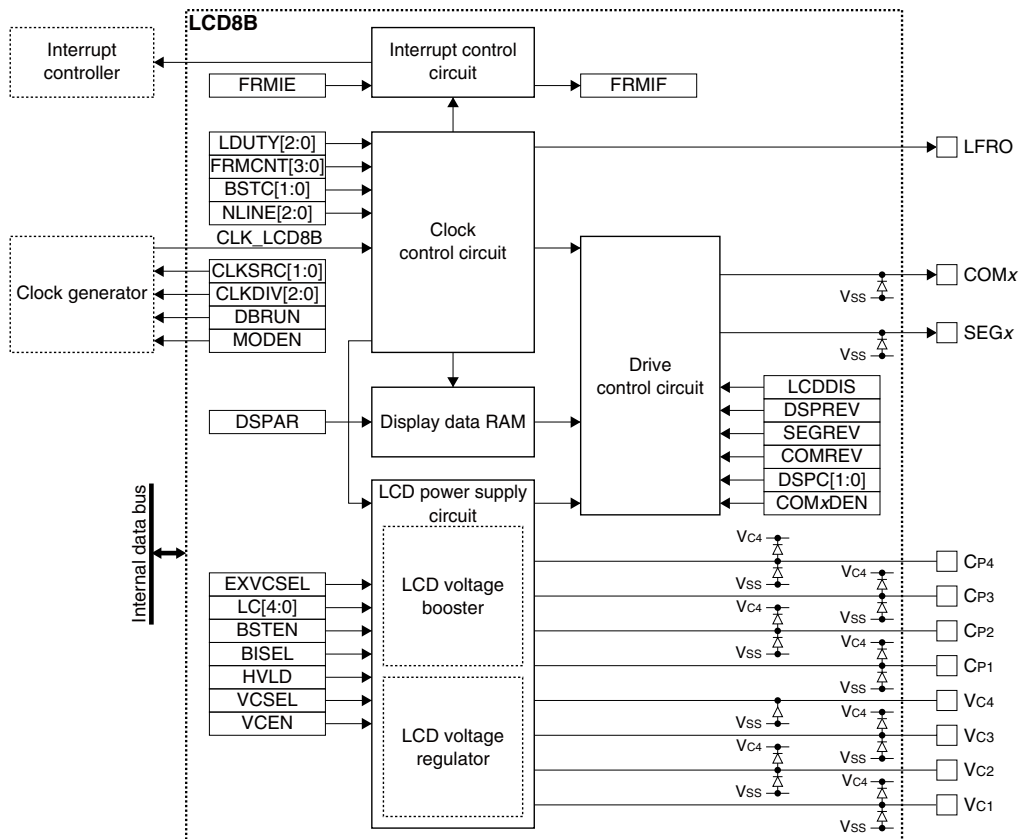 LCD8B
Interrupt
controller
Interrupt control
circuit
FRMIE
FRMIF
LDUTY[2:0]
FRMCNT[3:0]
BSTC[1:0]
NLINE[2:0]
CLK_LCD8B
Clock generator
CLKSRC[1:0]
CLKDIV[2:0]
DBRUN
MODEN
Clock
control circuit
LFRO
COMx
VSS
SEGx
VSS
Drive
control circuit
LCDDIS
DSPREV
SEGREV
COMREV
DSPC[1:0]
COMxDEN
DSPAR
Display data RAM
Internal data bus
LCD power supply
circuit
LCD voltage
booster
LCD voltage
regulator
EXVCSEL
LC[4:0]
BSTEN
BISEL
HVLD
VCSEL
VCEN
VC4
CP4
VSS
VC4
CP3
VSS
VC4
CP2
VSS
VC4
CP1
VSS
VC4
VSS
VC4
VC3
VSS
VC4
VC2
VSS
VC4
VC1
VSS